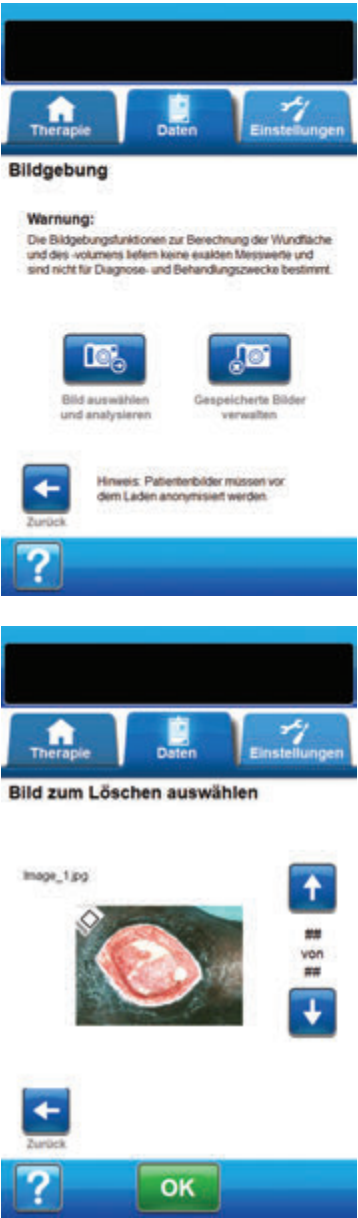 Therapie
Daten
Einstellungen
Bildgebung
Warnung:
Die Bildgebungsfunktionen zur Berechnung der Wundfläche
und des -volumens liefern keine exakten Messwerte und
sind nicht für Diagnose- und Behandlungszwecke bestimmt.
Bild auswählen
und analysieren
Gespeicherte Bilder
verwalten
Hinweis: Patientenbilder müssen vor
dem Laden anonymisiert werden.
Zurück
?
Therapie
Daten
Einstellungen
Bild zum Löschen auswählen
Image_1.jpg
##
von
##
Zurück
?
OK